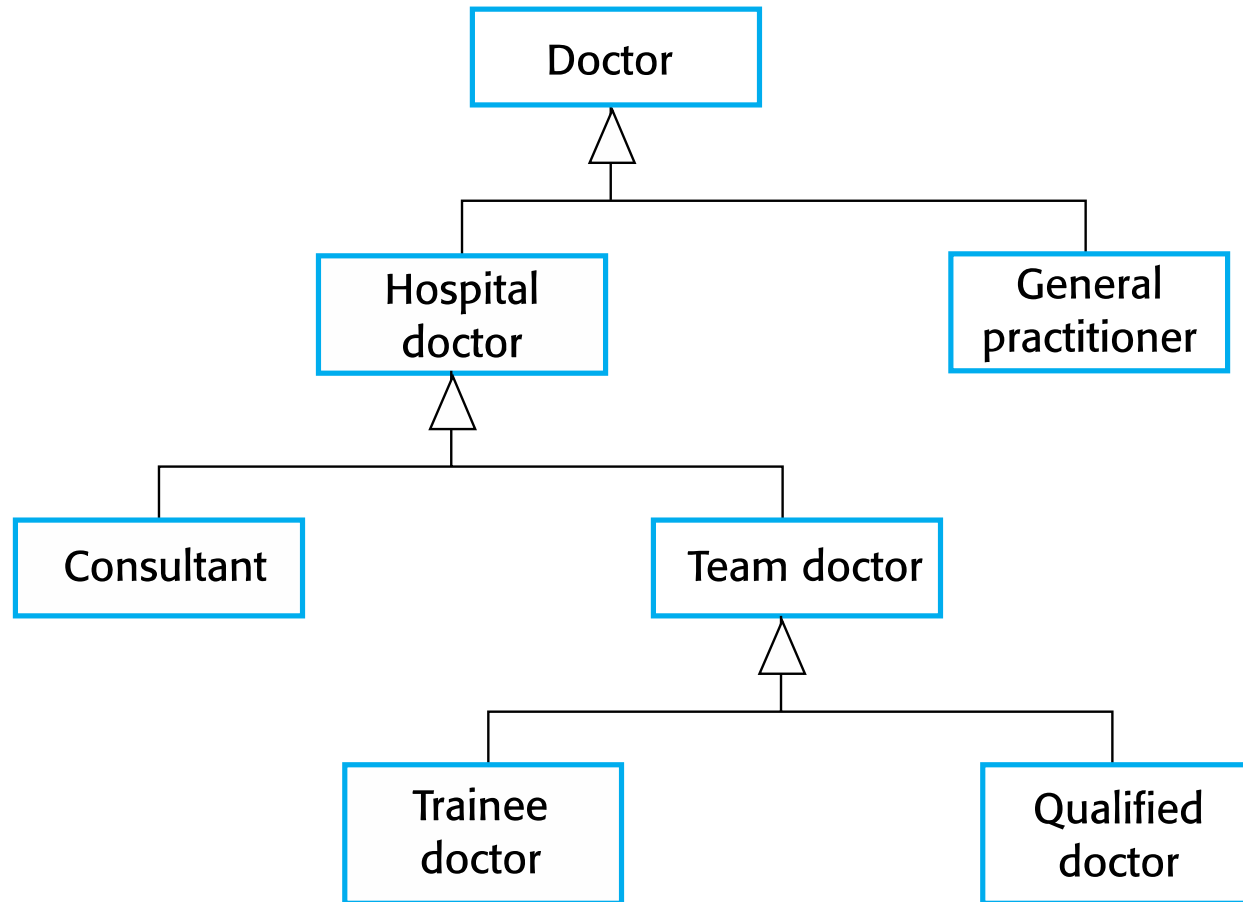 Doctor
Hospital
doctor
General
practitioner
Consultant
Team doctor
Trainee
doctor
Qualified
doctor